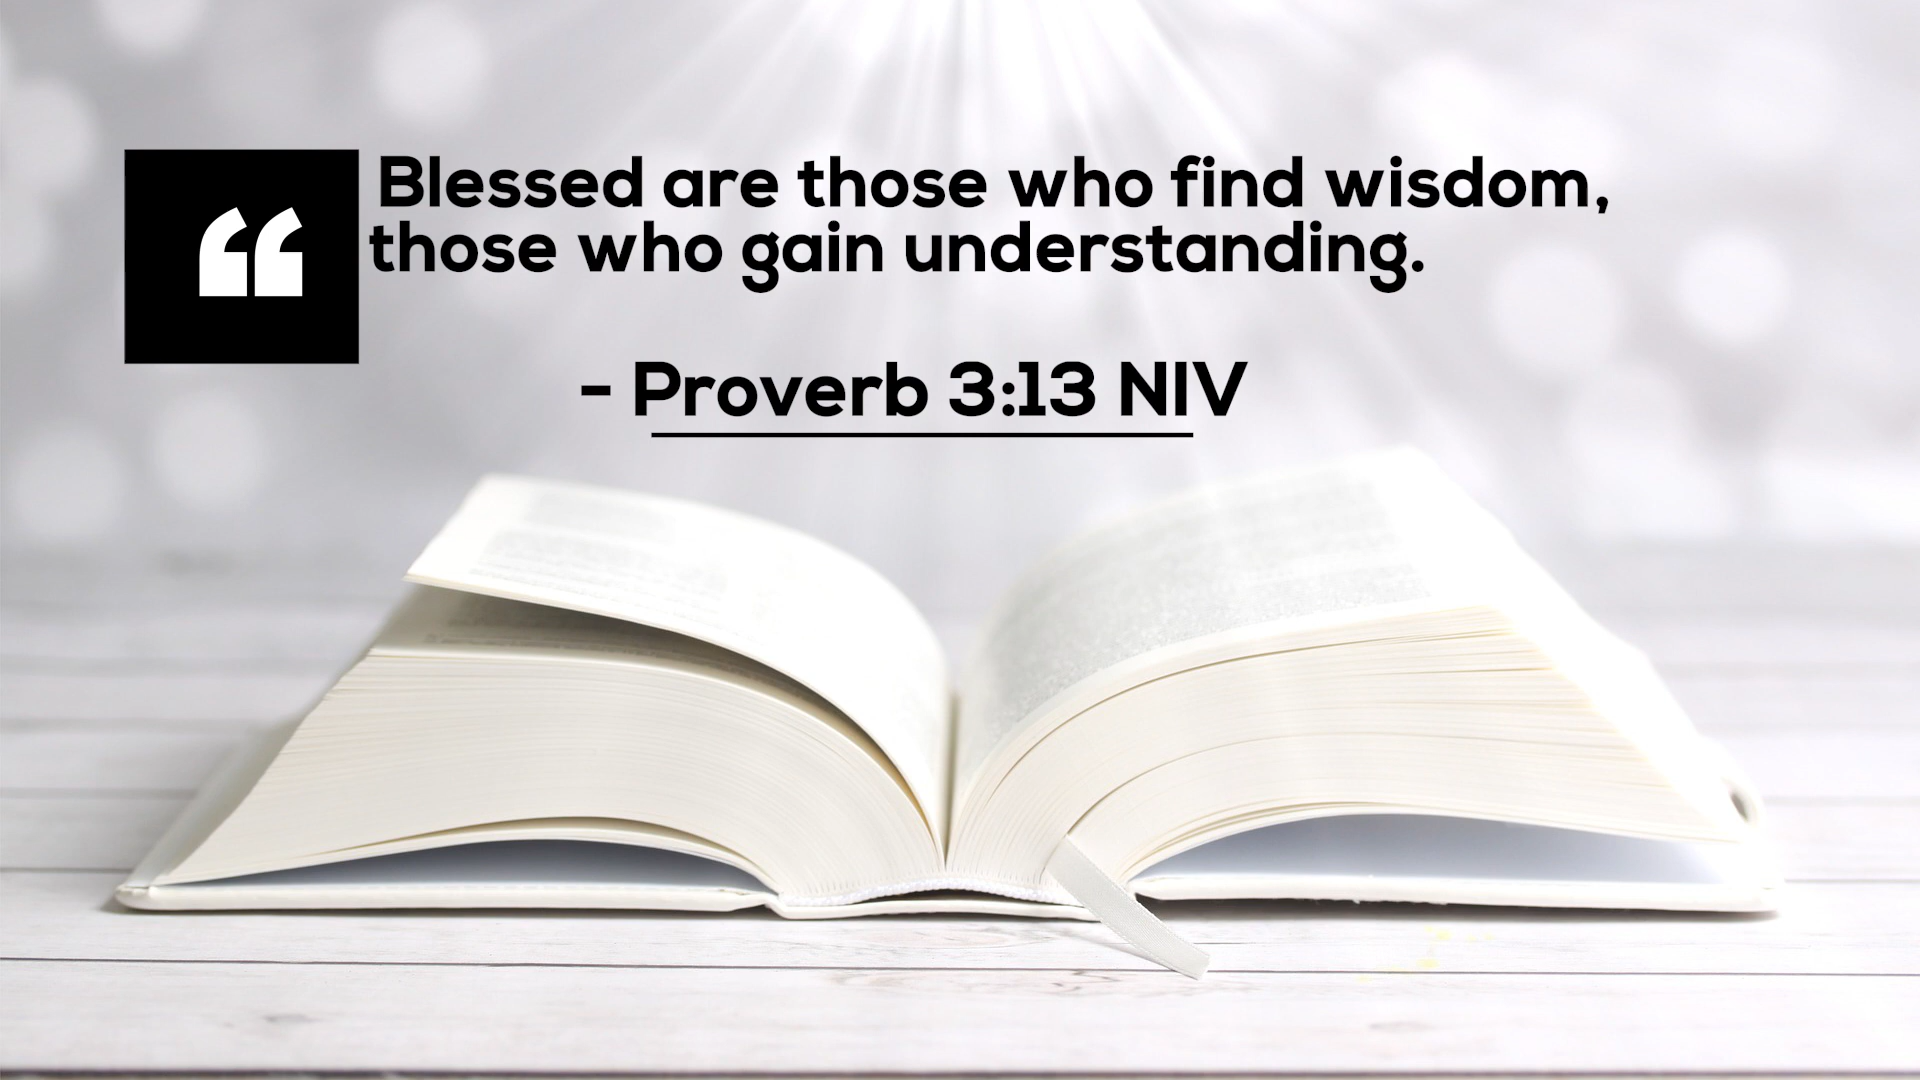 “
Blessed are those who find wisdom,
those who gain understanding.
- Proverb 3:13 NIV